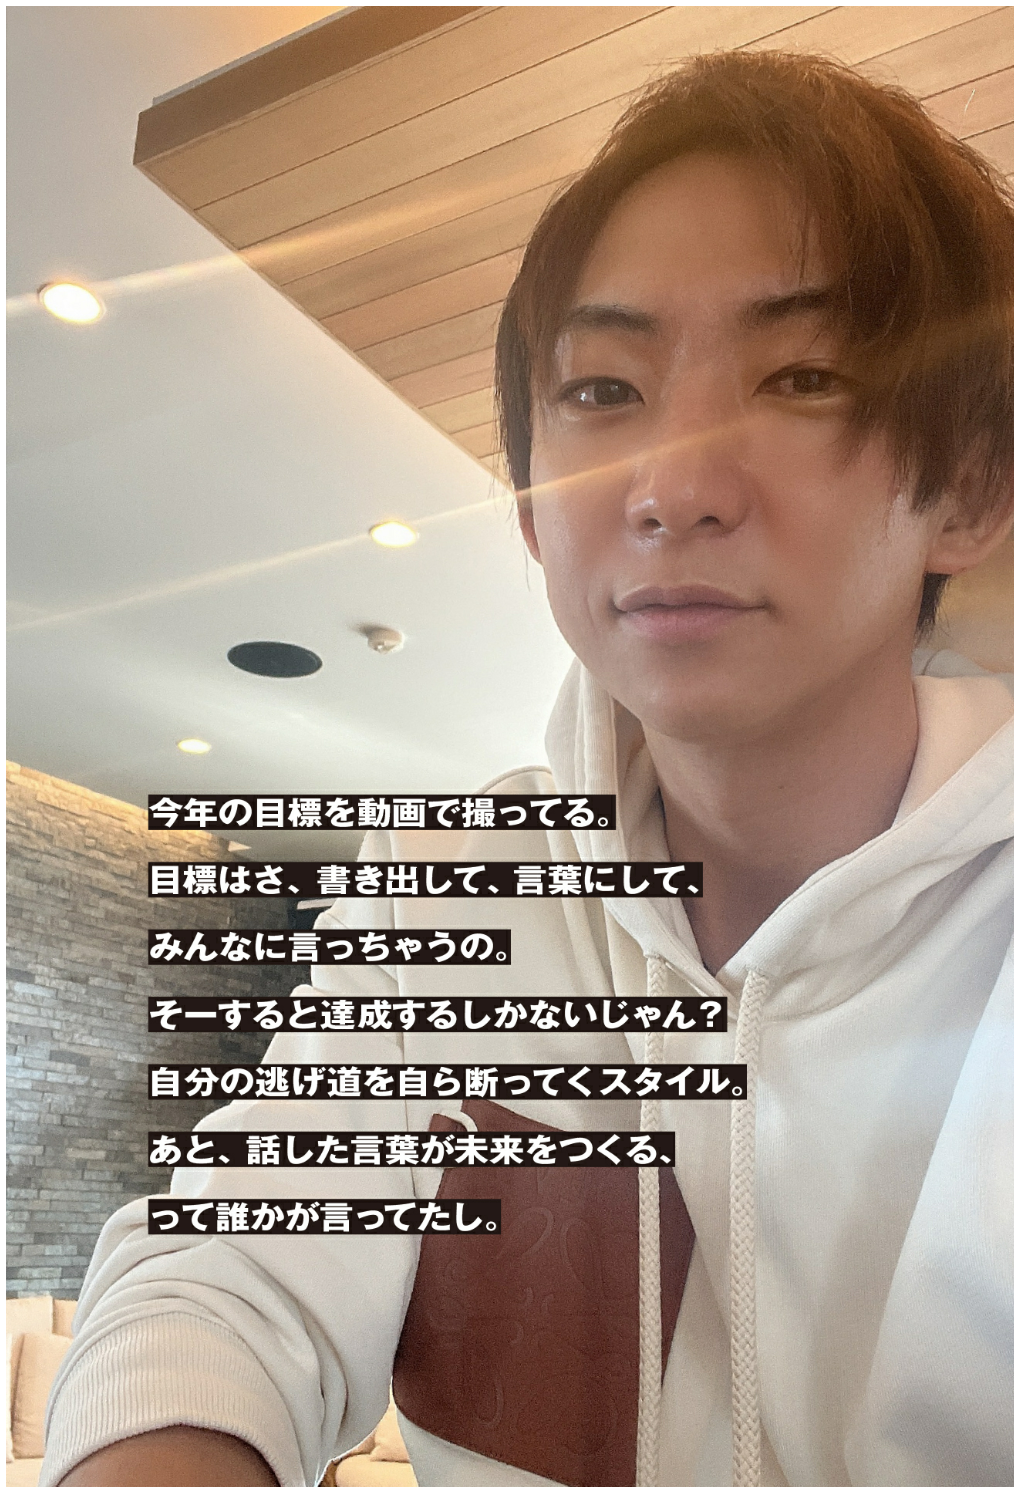 今年の目標を動画で撮ってる。
目標はさ、書き出して、言葉にして、
みんなに言っちゃうの。
そーすると達成するしかないじゃん？
自分の逃げ道を自ら断ってくスタイル。
あと、話した言葉が未来をつくる、
って誰かが言ってたし。